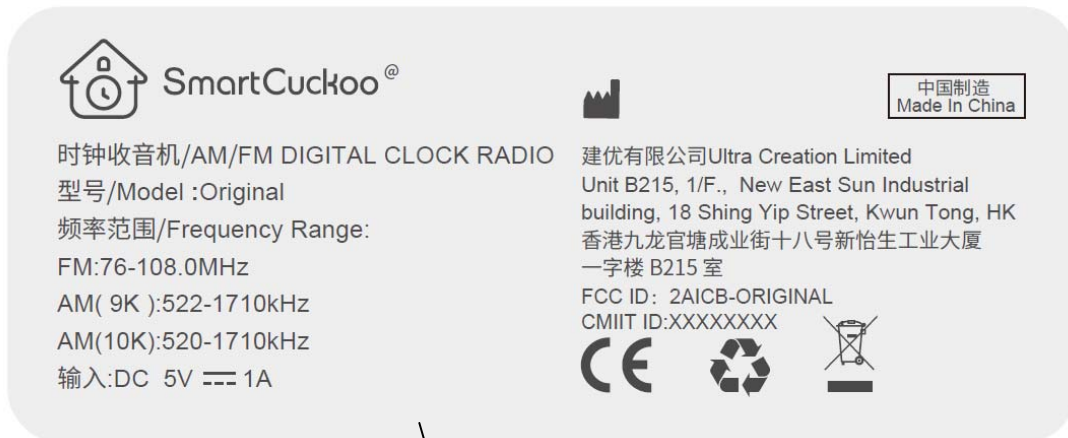 SmartCuckoo@
时钟收音机/AM/FM DIGITAL CLOCK RADIO
型号/Model :Original
频率范围/Frequency Range:
FM:76-108.0MHz
AM( 9K ):522-1710kHz
AM(10K):520-1710kHz
输入:DC 5V ⎓ 1A
中国制造
Made In China
建优有限公司Ultra Creation Limited
Unit B215, 1/F., New East Sun Industrial
building, 18 Shing Yip Street, Kwun Tong, HK
香港九龙官塘成业街十八号新怡生工业大厦
一字楼 B215 室
FCC ID: 2AICB-ORIGINAL
CMIIT ID:XXXXXXXX
CE